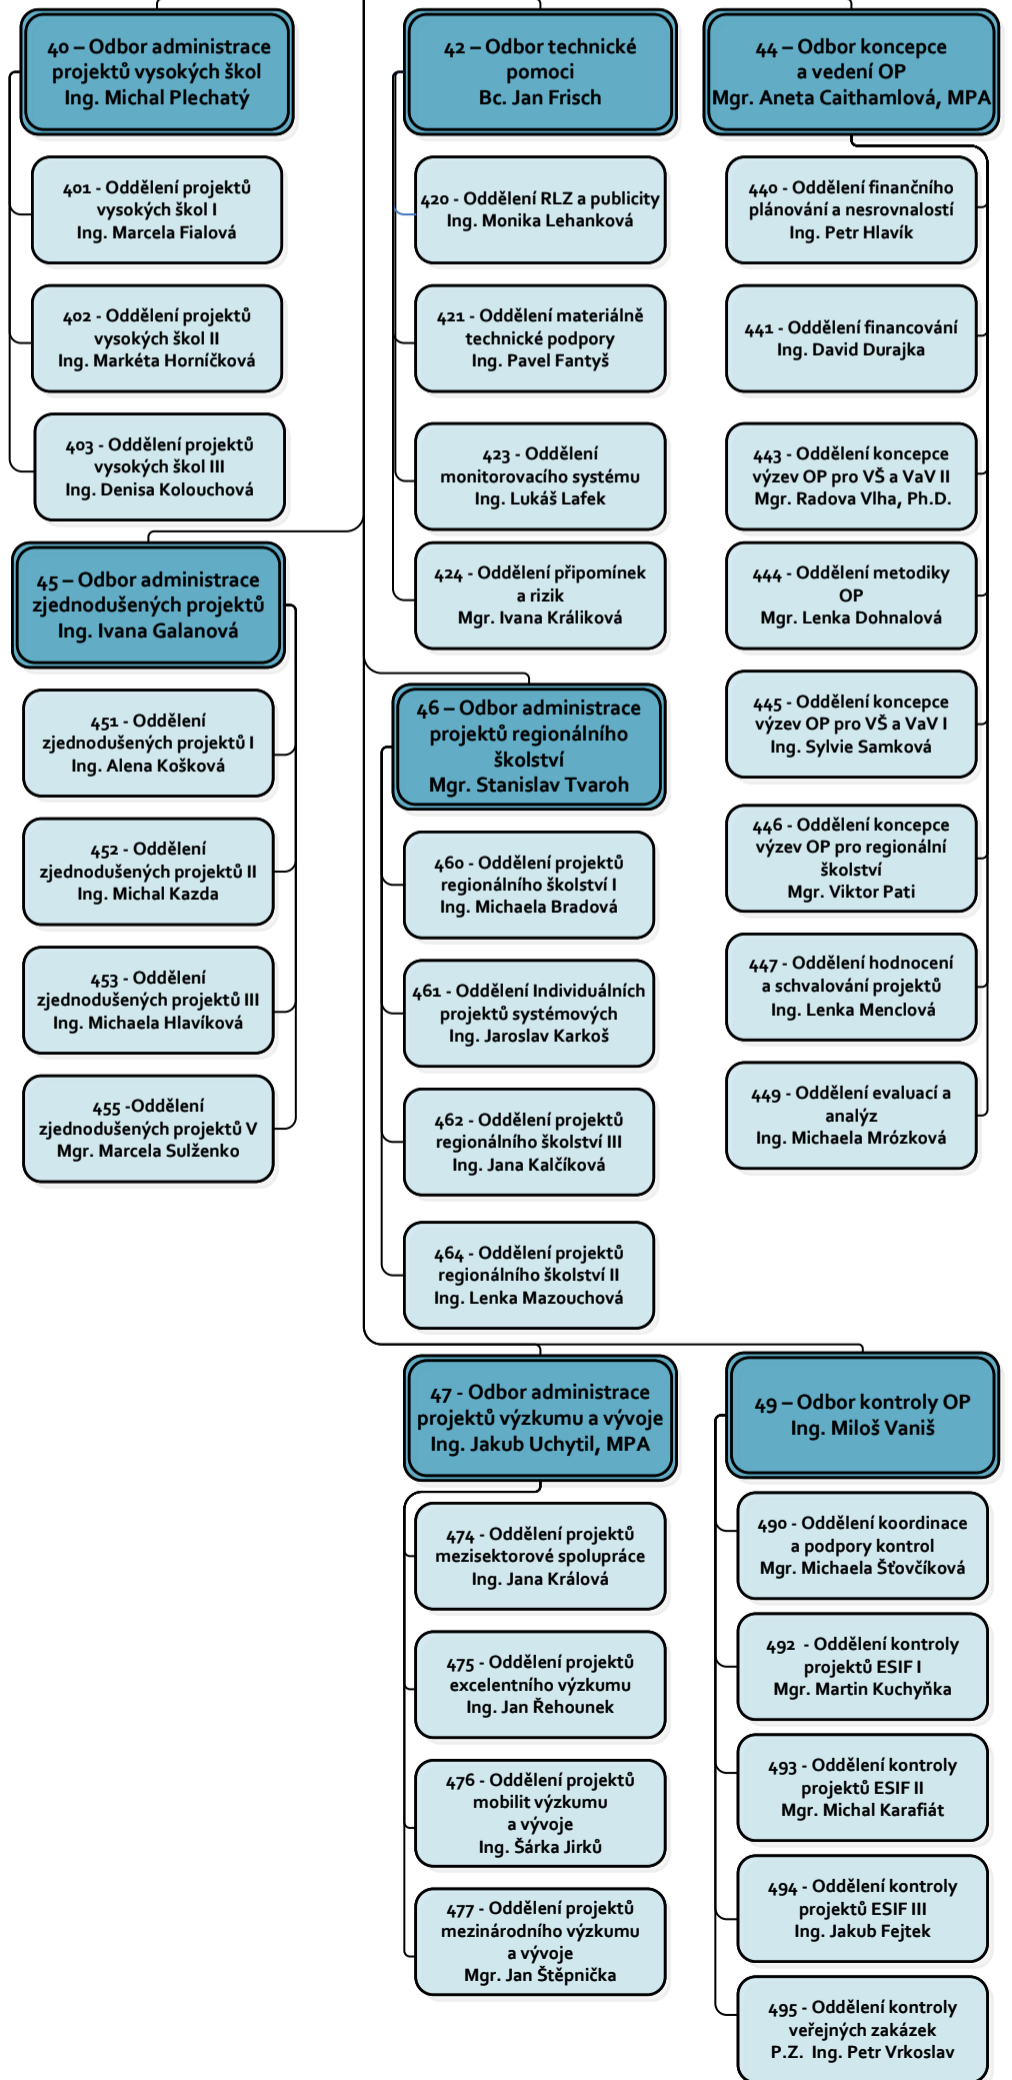 40 – Odbor administrace
projektů vysokých škol
Ing. Michal Plechatý
401 - Oddělení projektů
vysokých škol I
Ing. Marcela Fialová
402 - Oddělení projektů
vysokých škol II
Ing. Markéta Horníčková
403 - Oddělení projektů
vysokých škol III
Ing. Denisa Kolouchová
42 – Odbor technické
pomoci
Bc. Jan Frisch
420 - Oddělení RLZ a publicity
Ing. Monika Lehanková
421 - Oddělení materiálně
technické podpory
Ing. Pavel Fantyš
423 - Oddělení
monitorovacího systému
Ing. Lukáš Lafek
424 - Oddělení připomínek
a rizik
Mgr. Ivana Králiková
44 – Odbor koncepce
a vedení OP
Mgr. Aneta Caithamlová, MPA
440 - Oddělení finančního
plánování a nesrovnalostí
Ing. Petr Hlavík
441 - Oddělení financování
Ing. David Durajka
443 - Oddělení koncepce
výzev OP pro VŠ a VaV II
Mgr. Radova Vlha, Ph.D.
444 - Oddělení metodiky
OP
Mgr. Lenka Dohnalová
445 - Oddělení koncepce
výzev OP pro VŠ a VaV I
Ing. Sylvie Samková
446 - Oddělení koncepce
výzev OP pro regionální
školství
Mgr. Viktor Pati
447 - Oddělení hodnocení
a schvalování projektů
Ing. Lenka Menclová
449 - Oddělení evaluací a
analýz
Ing. Michaela Mrózková
45 – Odbor administrace
zjednodušených projektů
Ing. Ivana Galanová
451 - Oddělení
zjednodušených projektů I
Ing. Alena Košková
452 - Oddělení
zjednodušených projektů II
Ing. Michal Kazda
453 - Oddělení
zjednodušených projektů III
Ing. Michaela Hlavíková
455 -Oddělení
zjednodušených projektů V
Mgr. Marcela Sulženko
46 – Odbor administrace
projektů regionálního
školství
Mgr. Stanislav Tvaroh
460 - Oddělení projektů
regionálního školství I
Ing. Michaela Bradová
461 - Oddělení Individuálních
projektů systémových
Ing. Jaroslav Karkoš
462 - Oddělení projektů
regionálního školství III
Ing. Jana Kalčíková
464 - Oddělení projektů
regionálního školství II
Ing. Lenka Mazouchová
47 - Odbor administrace
projektů výzkumu a vývoje
Ing. Jakub Uchytil, MPA
474 - Oddělení projektů
mezisektorové spolupráce
Ing. Jana Králová
475 - Oddělení projektů
excelentního výzkumu
Ing. Jan Řehounek
476 - Oddělení projektů
mobilit výzkumu
a vývoje
Ing. Šárka Jirků
477 - Oddělení projektů
mezinárodního výzkumu
a vývoje
Mgr. Jan Štěpnička
49 – Odbor kontroly OP
Ing. Miloš Vaniš
490 - Oddělení koordinace
a podpory kontrol
Mgr. Michaela Šťovčíková
492 - Oddělení kontroly
projektů ESIF I
Mgr. Martin Kuchyňka
493 - Oddělení kontroly
projektů ESIF II
Mgr. Michal Karafiát
494 - Oddělení kontroly
projektů ESIF III
Ing. Jakub Fejtek
495 - Oddělení kontroly
veřejných zakázek
P.Z. Ing. Petr Vrkoslav